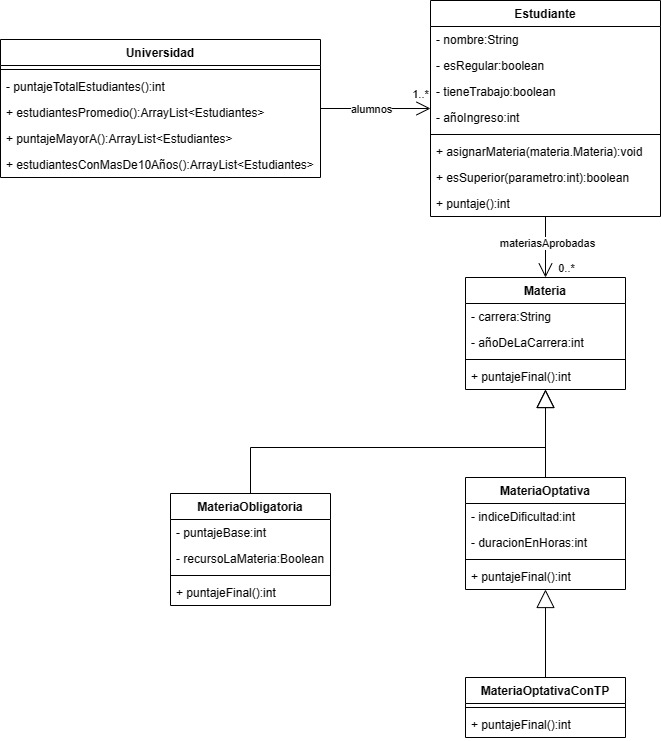 Universidad
- puntajeTotalEstudiantes():int
+ estudiantesPromedio():ArrayList<Estudiantes>
+ puntajeMayorA():ArrayList<Estudiantes>
+ estudiantesConMasDe10Años():ArrayList<Estudiantes>
alumnos
1..*
Estudiante
- nombre:String
- esRegular:boolean
- tieneTrabajo:boolean
- añoIngreso:int
+ asignarMateria(materia.Materia):void
+ esSuperior(parametro:int):boolean
+ puntaje():int
materiasAprobadas
0..*
Materia
- carrera:String
- añoDeLaCarrera:int
+ puntajeFinal():int
MateriaObligatoria
- puntajeBase:int
- recursoLaMateria:Boolean
+ puntajeFinal():int
MateriaOptativa
- indiceDificultad:int
- duracionEnHoras:int
+ puntajeFinal():int
MateriaOptativaConTP
+ puntajeFinal():int